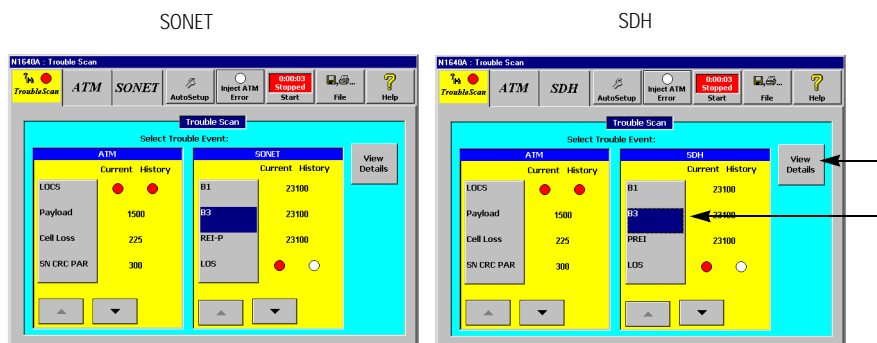 SONET
N1640A : Trouble Scan
TroubleScan ATM SONET AutoSetup Inject ATM Error 0:00:03 Stopped Start File Help
Trouble Scan
Select Trouble Event:
ATM
Current History
LOCS
Payload 1500
Cell Loss 225
SN CRC PAR 300
SONET
Current History
B1 23100
B3 23100
REI-P 23100
LOS
SDH
N1640A : Trouble Scan
TroubleScan ATM SDH AutoSetup Inject ATM Error 0:00:03 Stopped Start File Help
Trouble Scan
Select Trouble Event:
ATM
Current History
LOCS
Payload 1500
Cell Loss 225
SN CRC PAR 300
SDH
Current History
B1 23100
B3 23100
PREI 23100
LOS
View Details